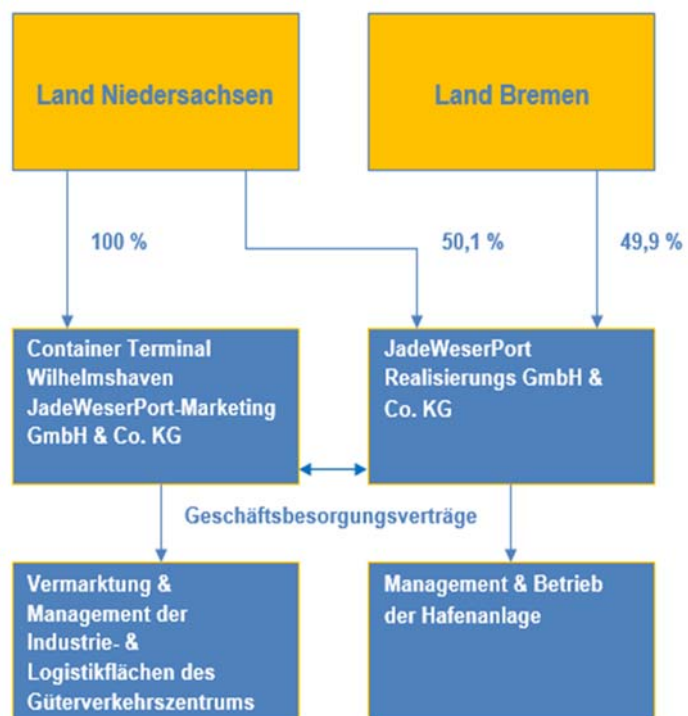 Land Niedersachsen
Land Bremen
100 %
50,1 %
49,9 %
Container Terminal
Wilhelmshaven
JadeWeserPort-Marketing
GmbH & Co. KG
JadeWeserPort
Realisierungs GmbH &
Co. KG
Geschäftsbesorgungsverträge
Vermarktung &
Management der
Industrie- &
Logistikflächen des
Güterverkehrszentrums
Management & Betrieb
der Hafenanlage